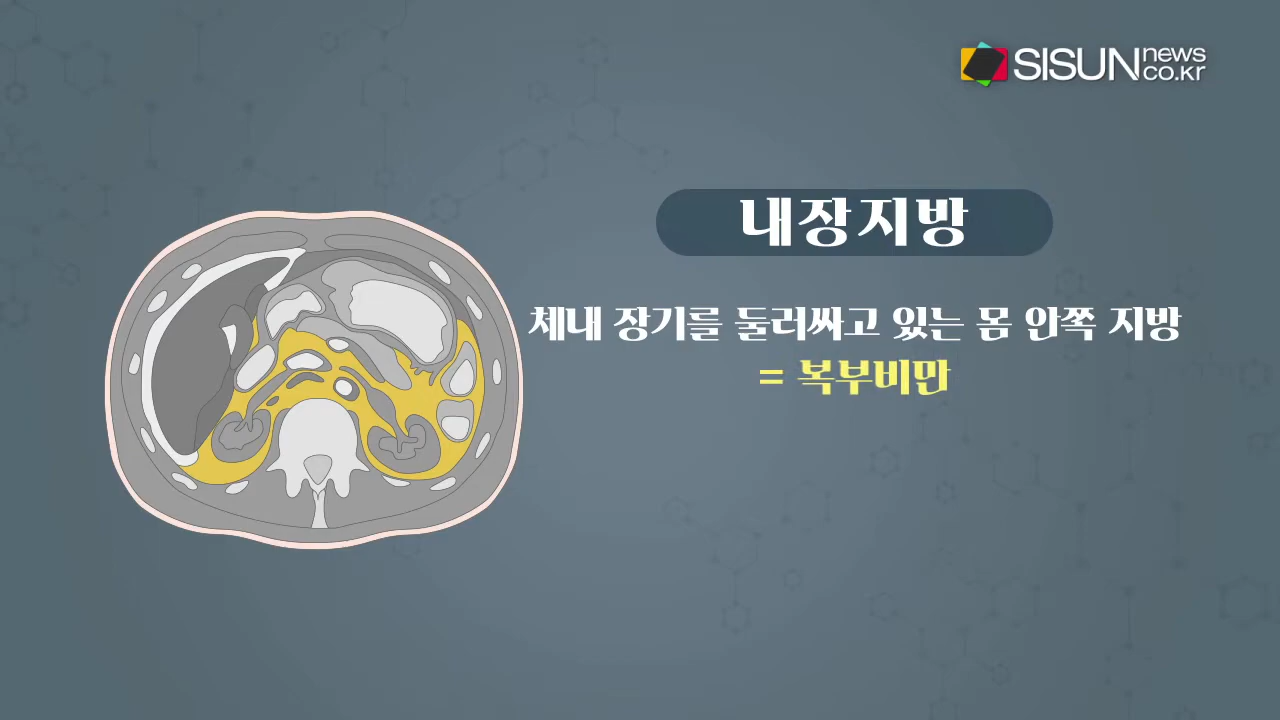 SISUN news
co.kr
내장지방
체내 장기를 둘러싸고 있는 몸 안쪽 지방
= 복부비만